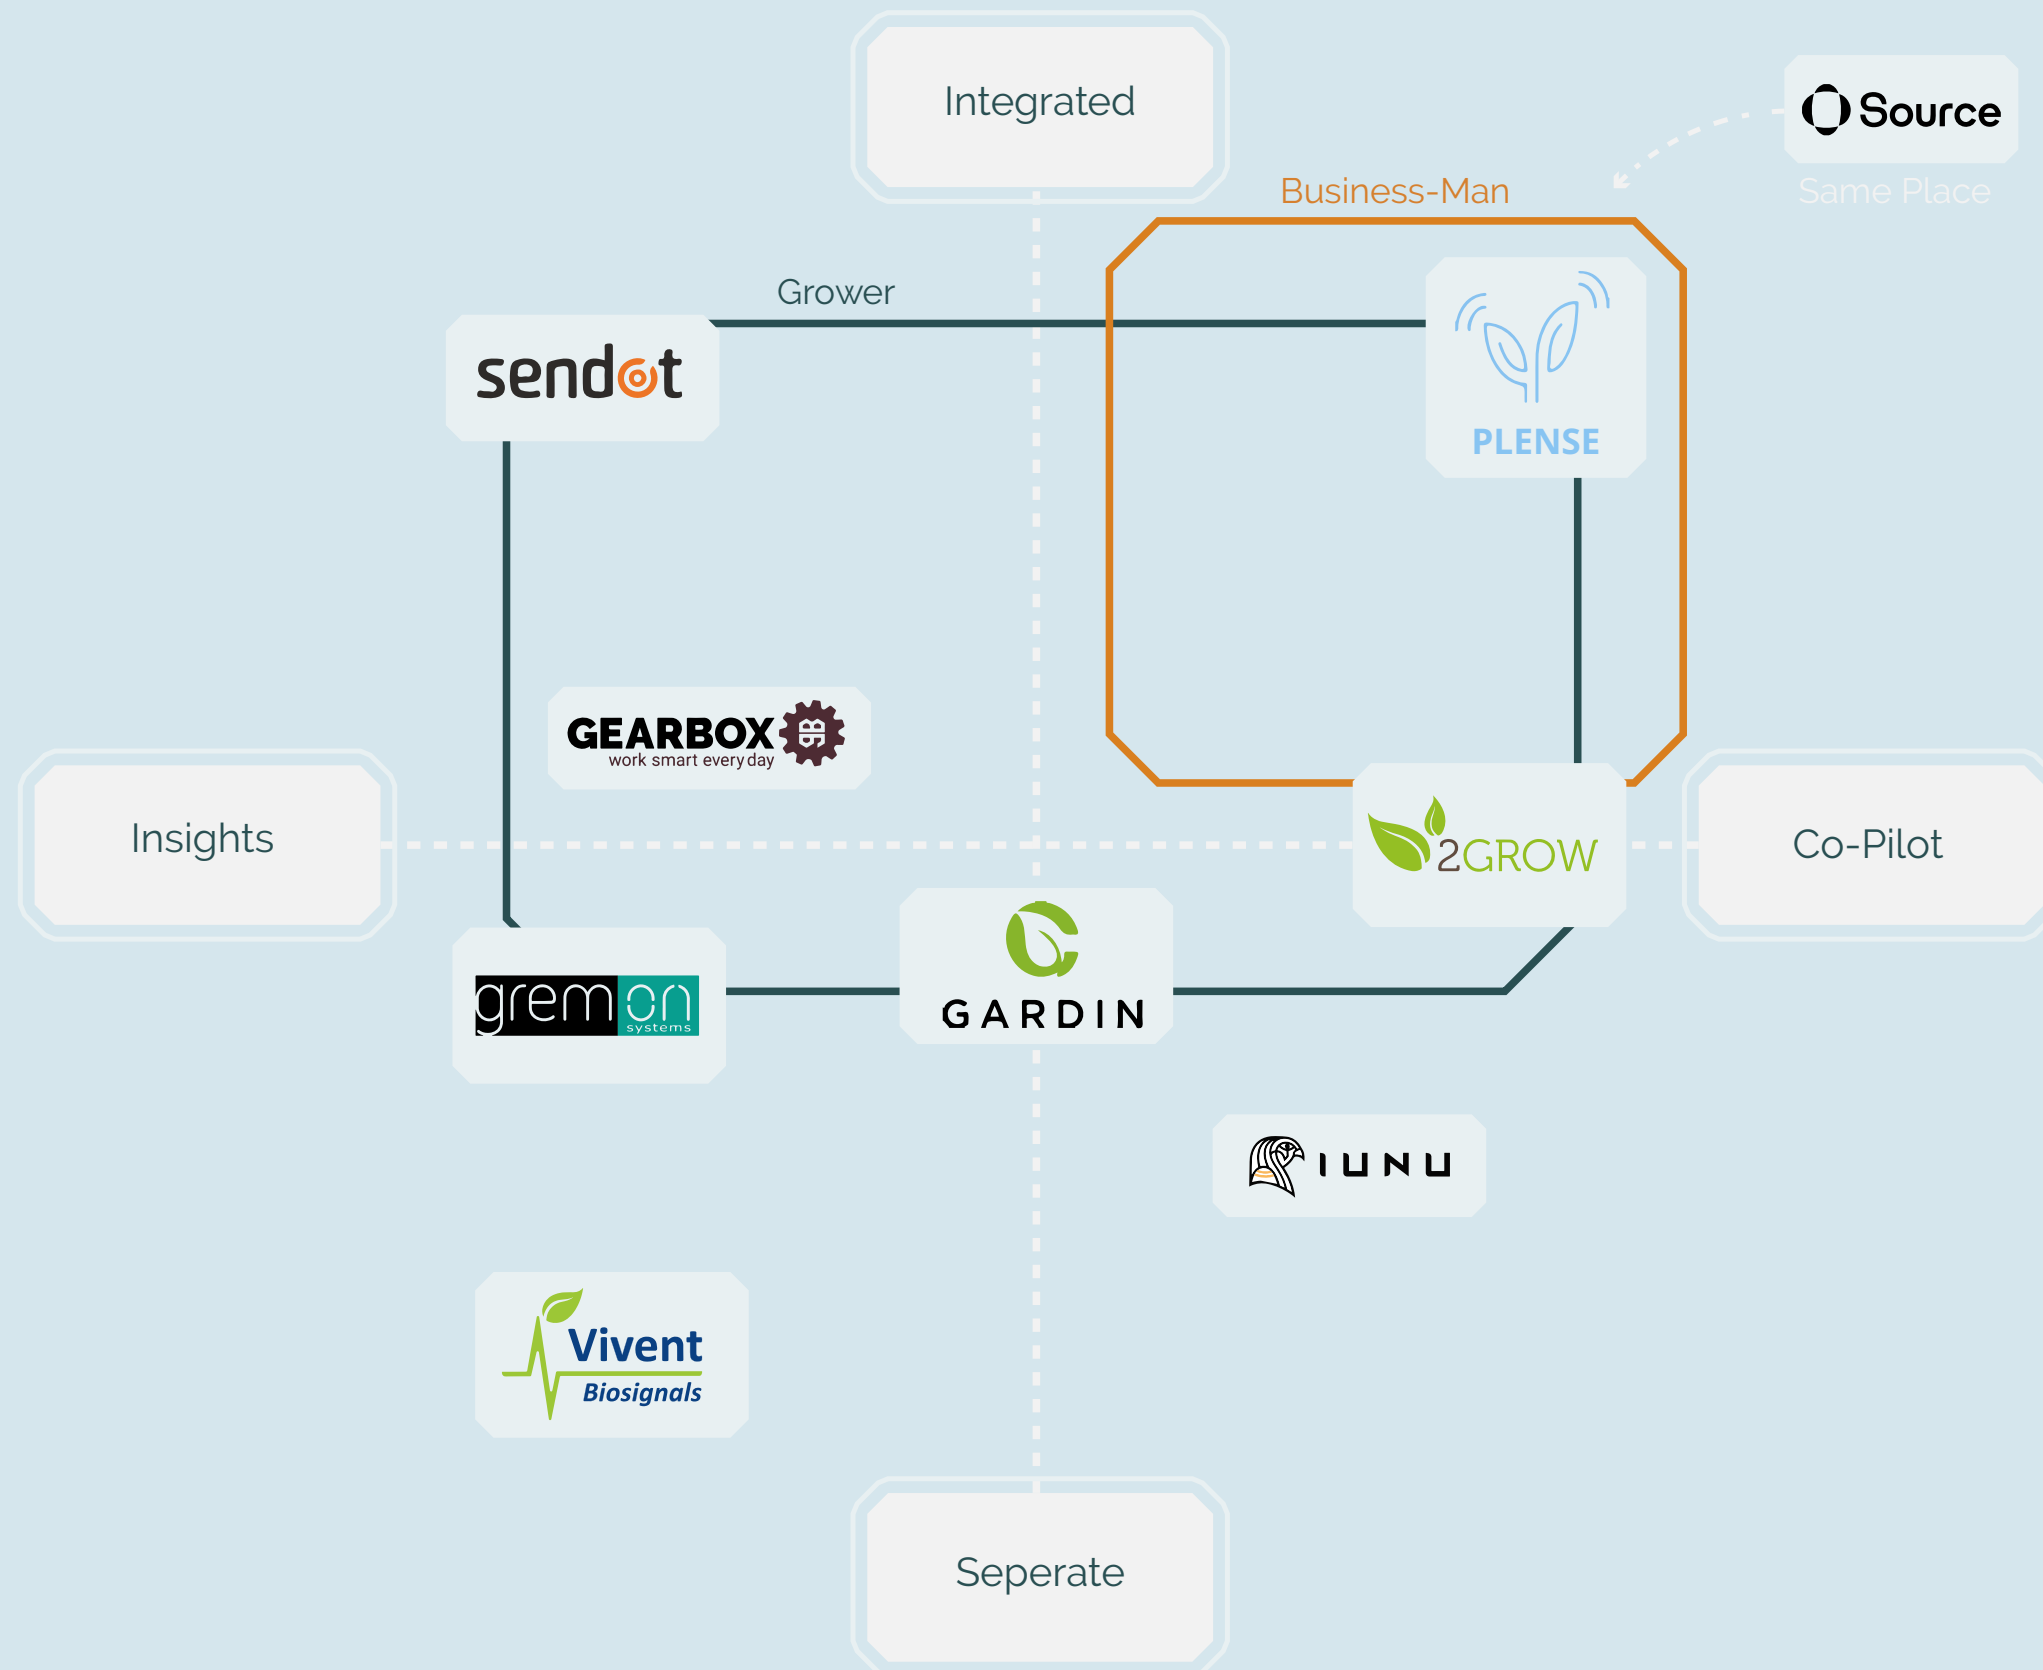 Integrated
Source
Same Place
Business-Man
Grower
sendot
PLENSE
GEARBOX
work smart every day
Insights
Co-Pilot
2GROW
GARDIN
gremon
systems
IUNU
Vivent
Biosignals
Seperate